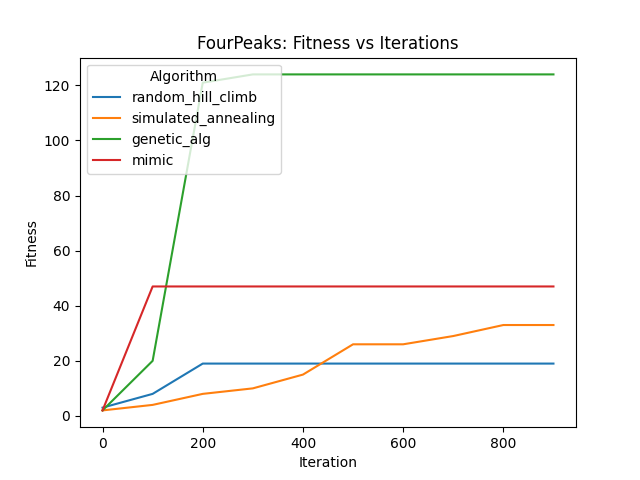 FourPeaks: Fitness vs Iterations
Algorithm
random_hill_climb
simulated_annealing
genetic_alg
mimic
Fitness
120
100
80
60
40
20
0
0 200 400 600 800
Iteration